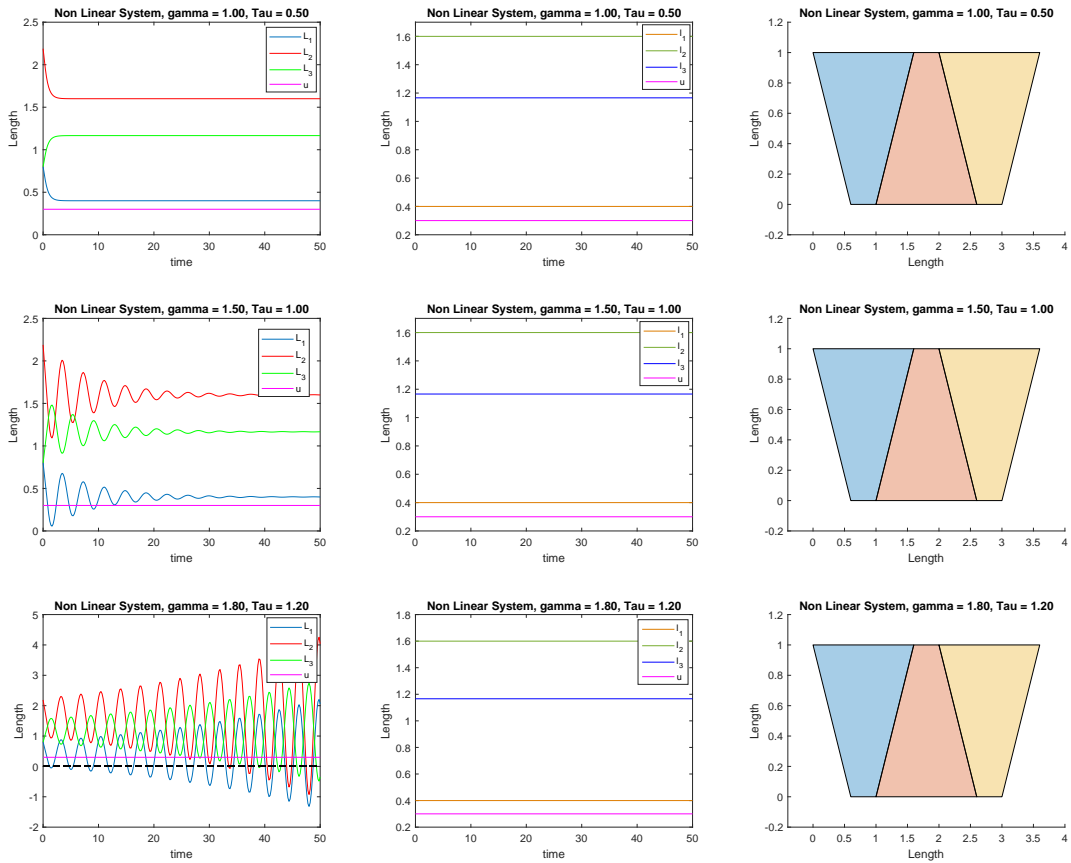 Non Linear System, gamma = 1.00, Tau = 0.50
2.5
2
1.5
1
0.5
0
Length
0 10 20 30 40 50
time
L1
L2
L3
u
Non Linear System, gamma = 1.00, Tau = 0.50
1.6
1.4
1.2
1
0.8
0.6
0.4
0.2
Length
0 10 20 30 40 50
time
l1
l2
l3
u
Non Linear System, gamma = 1.00, Tau = 0.50
1.2
1
0.8
0.6
0.4
0.2
0
-0.2
Length
0 0.5 1 1.5 2 2.5 3 3.5 4
Length
Non Linear System, gamma = 1.50, Tau = 1.00
2.5
2
1.5
1
0.5
0
Length
0 10 20 30 40 50
time
L1
L2
L3
u
Non Linear System, gamma = 1.50, Tau = 1.00
1.6
1.4
1.2
1
0.8
0.6
0.4
0.2
Length
0 10 20 30 40 50
time
l1
l2
l3
u
Non Linear System, gamma = 1.50, Tau = 1.00
1.2
1
0.8
0.6
0.4
0.2
0
-0.2
Length
0 0.5 1 1.5 2 2.5 3 3.5 4
Length
Non Linear System, gamma = 1.80, Tau = 1.20
5
4
3
2
1
0
-1
-2
Length
0 10 20 30 40 50
time
L1
L2
L3
u
Non Linear System, gamma = 1.80, Tau = 1.20
1.8
1.6
1.4
1.2
1
0.8
0.6
0.4
0.2
Length
0 10 20 30 40 50
time
l1
l2
l3
u
Non Linear System, gamma = 1.80, Tau = 1.20
1.2
1
0.8
0.6
0.4
0.2
0
-0.2
Length
0 0.5 1 1.5 2 2.5 3 3.5 4
Length